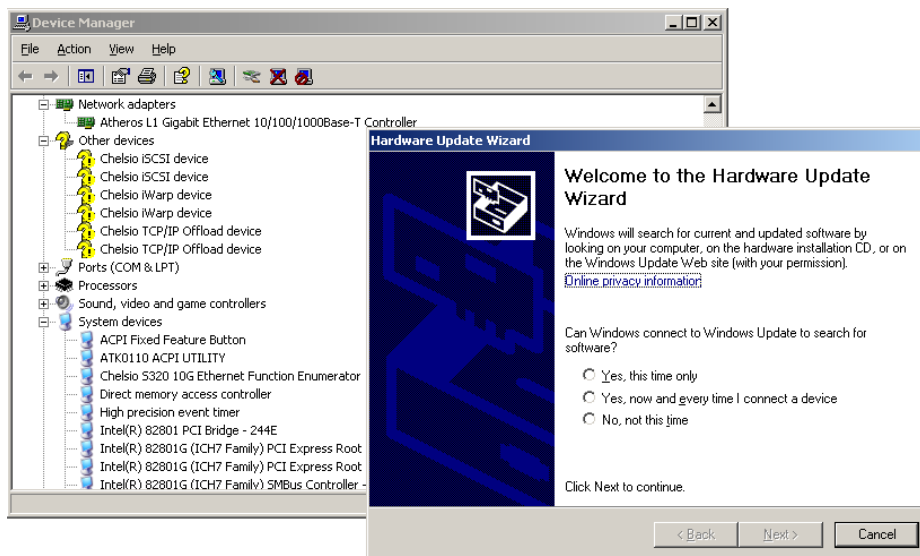 Device Manager
File Action View Help
Network adapters
Atheros L1 Gigabit Ethernet 10/100/1000Base-T Controller
Other devices
Chelsio iSCSI device
Chelsio iSCSI device
Chelsio iWarp device
Chelsio iWarp device
Chelsio TCP/IP Offload device
Chelsio TCP/IP Offload device
Ports (COM & LPT)
Processors
Sound, video and game controllers
System devices
ACPI Fixed Feature Button
ATK0110 ACPI UTILITY
Chelsio S320 10G Ethernet Function Enumerator
Direct memory access controller
High precision event timer
Intel(R) 82801 PCI Bridge - 244E
Intel(R) 82801G (ICH7 Family) PCI Express Root
Intel(R) 82801G (ICH7 Family) PCI Express Root
Intel(R) 82801G (ICH7 Family) SMBus Controller -
Hardware Update Wizard
Welcome to the Hardware Update
Wizard
Windows will search for current and updated software by
looking on your computer, on the hardware installation CD, or on
the Windows Update Web site (with your permission).
Online privacy information
Can Windows connect to Windows Update to search for
software?
Yes, this time only
Yes, now and every time I connect a device
No, not this time
Click Next to continue.
< Back Next > Cancel